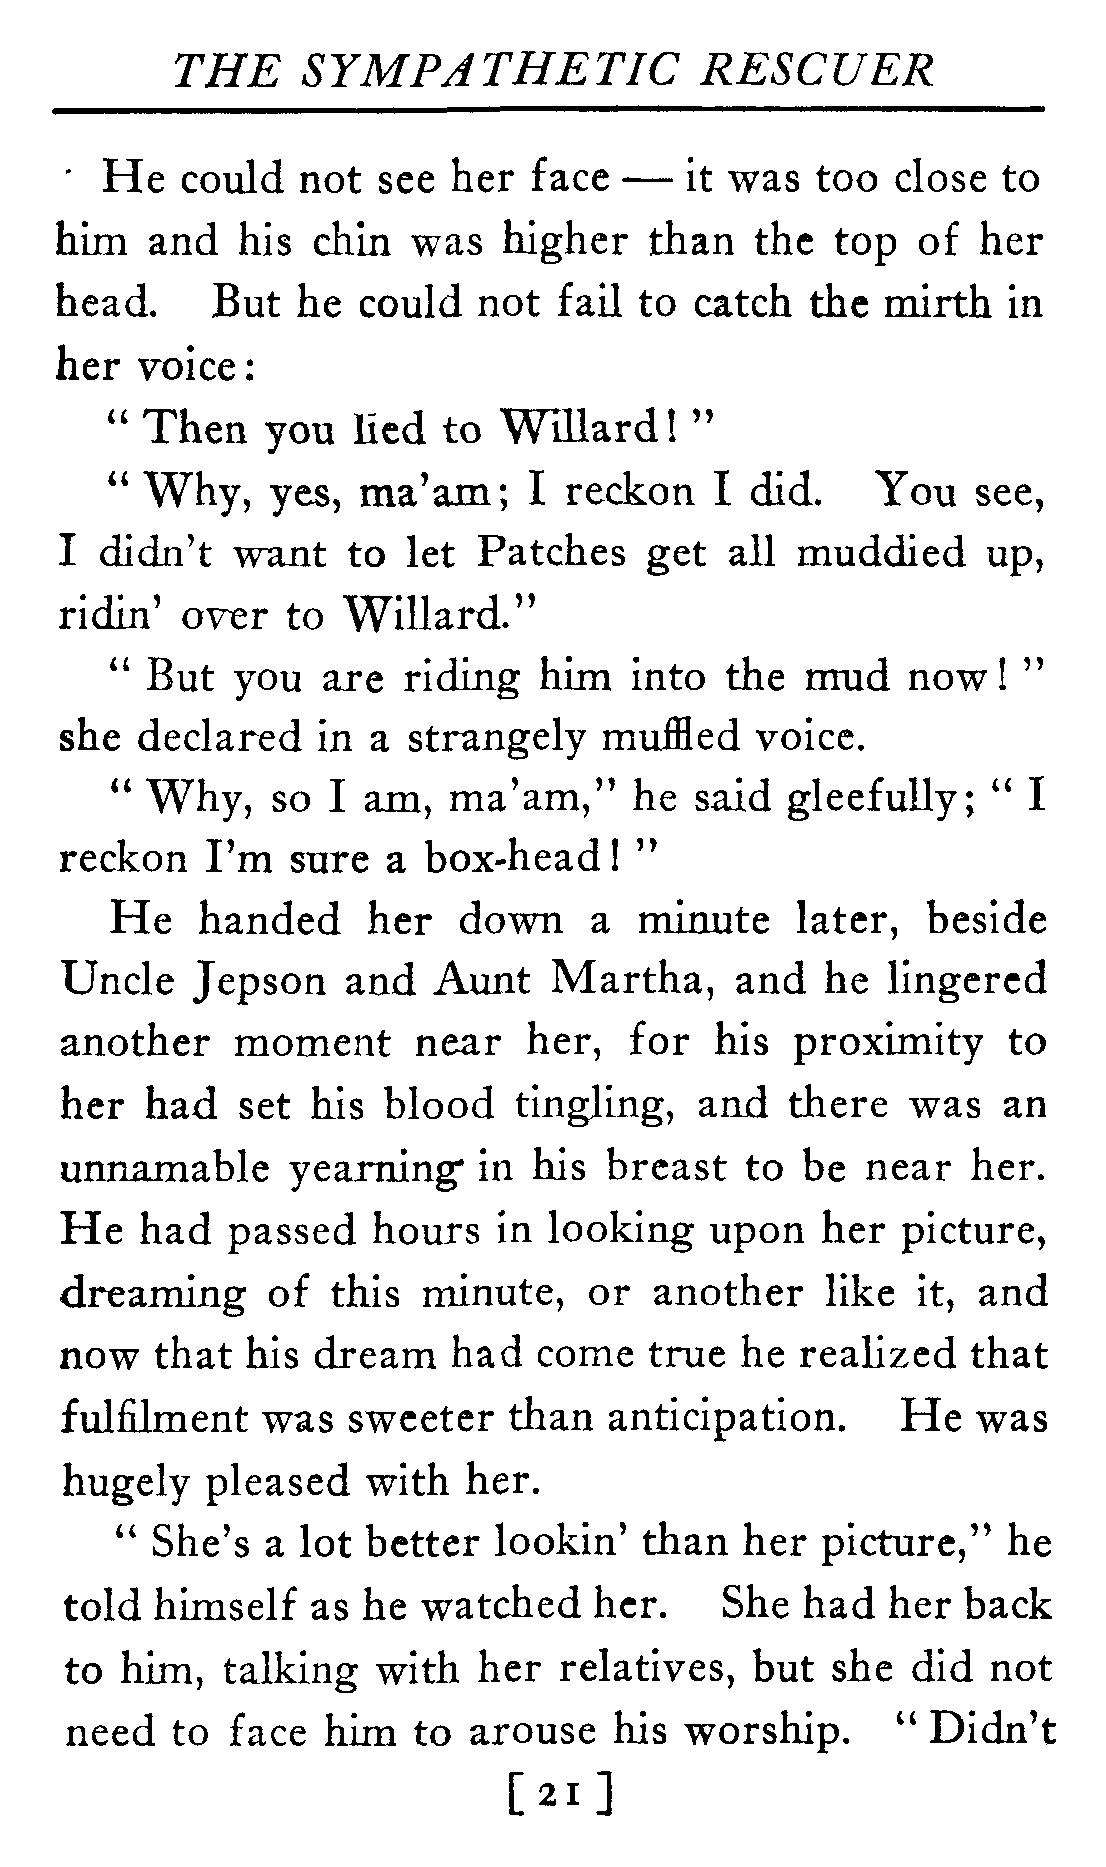 THE SYMPATHETIC RESCUER
He could not see her face — it was too close to
him and his chin was higher than the top of her
head. But he could not fail to catch the mirth in
her voice:
" Then you lied to Willard! "
" Why, yes, ma'am; I reckon I did. You see,
I didn't want to let Patches get all muddied up,
ridin' over to Willard."
" But you are riding him into the mud now! "
she declared in a strangely muffled voice.
" Why, so I am, ma'am," he said gleefully; " I
reckon I'm sure a box-head! "
He handed her down a minute later, beside
Uncle Jepson and Aunt Martha, and he lingered
another moment near her, for his proximity to
her had set his blood tingling, and there was an
unnamable yearning in his breast to be near her.
He had passed hours in looking upon her picture,
dreaming of this minute, or another like it, and
now that his dream had come true he realized that
fulfilment was sweeter than anticipation. He was
hugely pleased with her.
" She's a lot better lookin' than her picture," he
told himself as he watched her. She had her back
to him, talking with her relatives, but she did not
need to face him to arouse his worship. " Didn't
[ 21 ]